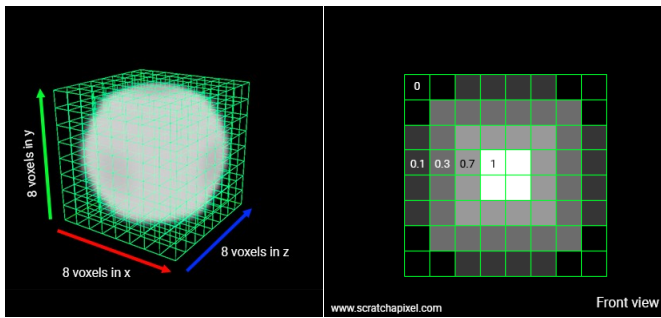 8 voxels in y
8 voxels in x
8 voxels in z
0
0.1 0.3 0.7 1
www.scratchapixel.com
Front view